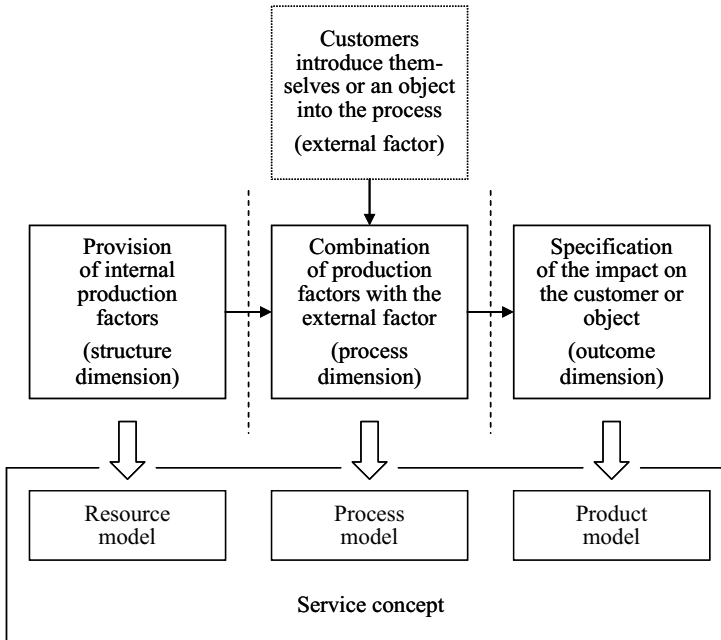 Customers
introduce them-
selves or an object
into the process
(external factor)
Provision
of internal
production
factors
(structure
dimension)
Combination
of production
factors with the
external factor
(process
dimension)
Specification
of the impact on
the customer or
object
(outcome
dimension)
Resource
model
Process
model
Product
model
Service concept